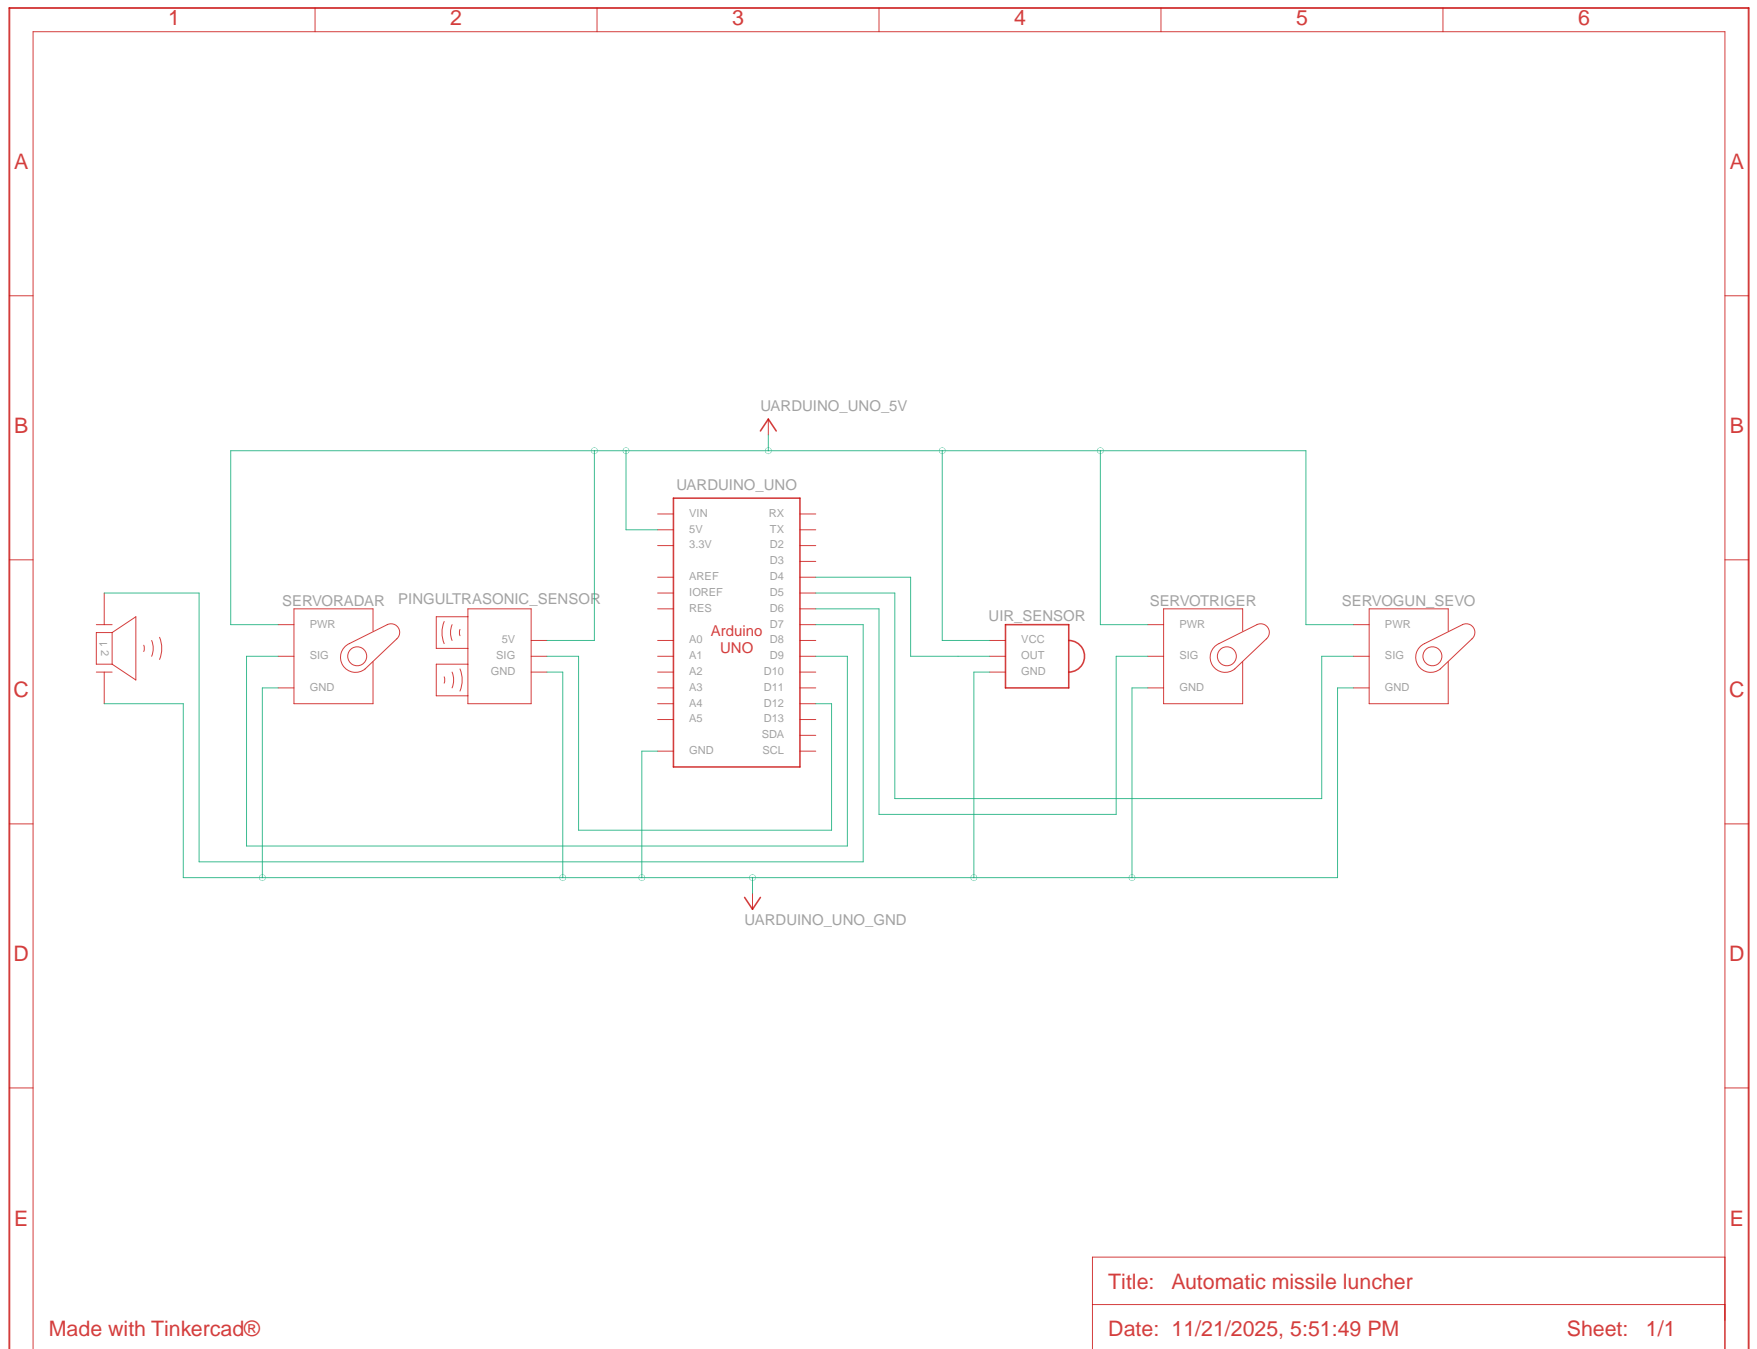 1 2 3 4 5 6
A A
UARDUINO_UNO_5V
B B
UARDUINO_UNO
VIN RX
5V TX
3.3V D2
D3
AREF D4
IOREF D5
RES D6
D7
A0 D8
A1 D9
A2 D10
A3 D11
A4 D12
A5 D13
SDA
GND SCL
Arduino
UNO
1 2
SERVORADAR
PWR
SIG
GND
PINGULTRASONIC_SENSOR
5V
SIG
GND
UIR_SENSOR
VCC
OUT
GND
SERVOTRIGER
PWR
SIG
GND
SERVOGUN_SEVO
PWR
SIG
GND
C C
UARDUINO_UNO_GND
D D
E E
Title: Automatic missile luncher
Made with Tinkercad®
Date: 11/21/2025, 5:51:49 PM Sheet: 1/1